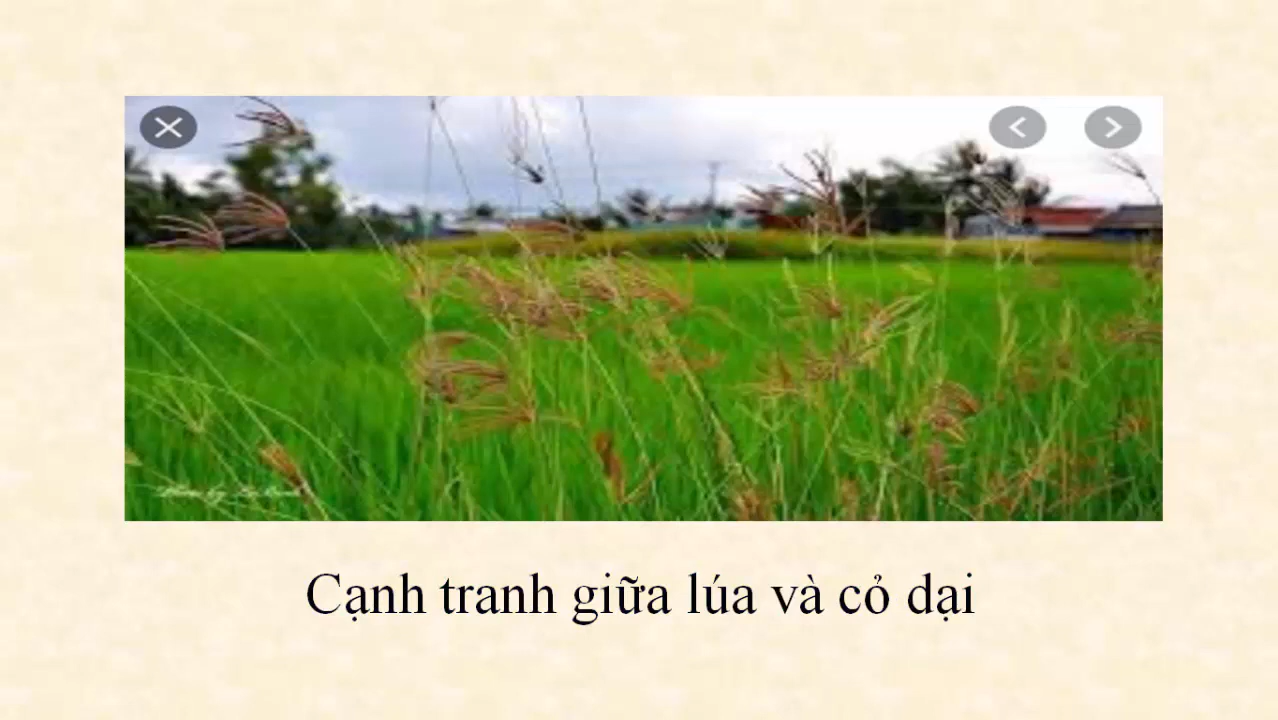 Cạnh tranh giữa lúa và cỏ dại